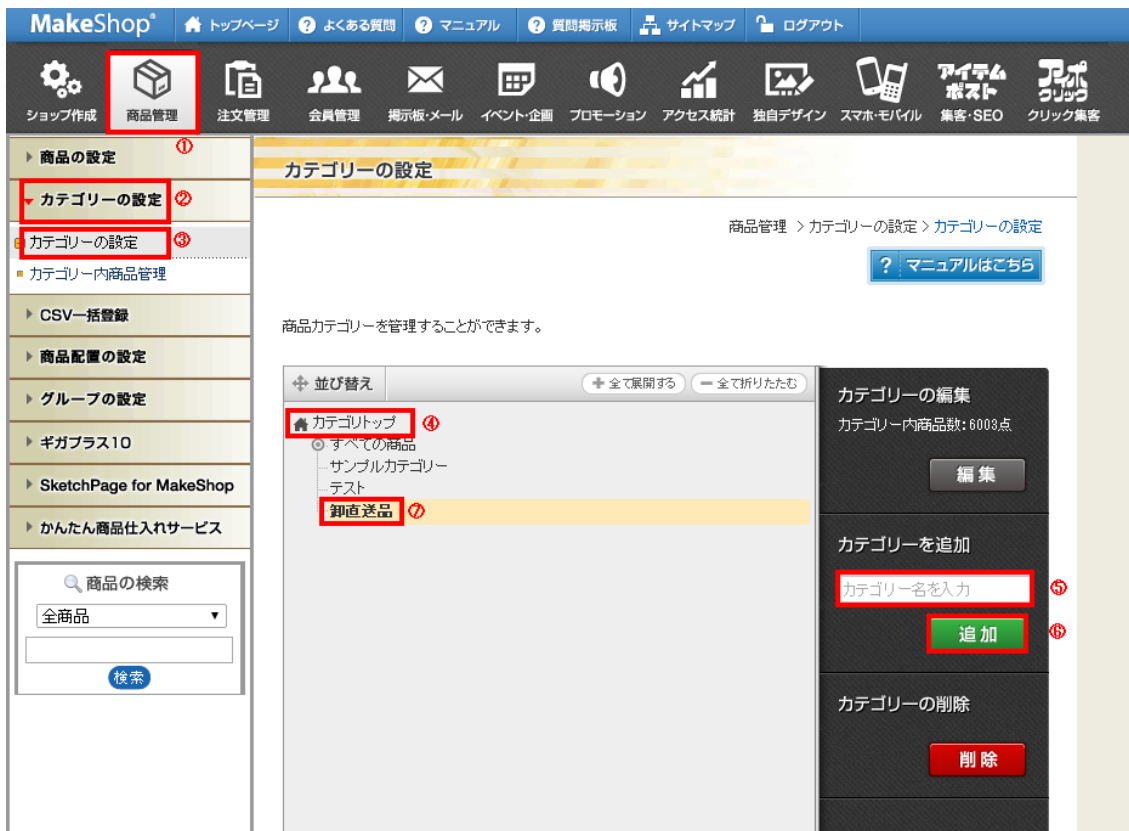 MakeShop® トップページ よくある質問 マニュアル 質問掲示板 サイトマップ ログアウト
ショップ作成 商品管理 注文管理 会員管理 掲示板・メール イベント・企画 プロモーション アクセス統計 独自デザイン スマホ・モバイル アイテムポスト 集客・SEO アイポクリック クリック集客
①
商品の設定
カテゴリーの設定 ②
カテゴリーの設定 ③
カテゴリー内商品管理
CSV一括登録
商品配置の設定
グループの設定
ギガプラス10
SketchPage for MakeShop
かんたん商品仕入れサービス
商品の検索
全商品 ▼
検索
カテゴリーの設定
商品管理 > カテゴリーの設定 > カテゴリーの設定
? マニュアルはこちら
商品カテゴリーを管理することができます。
並び替え + 全て展開する - 全て折りたたむ
カテゴリトップ ④
すべての商品
サンプルカテゴリー
テスト
卸直送品 ⑦
カテゴリーの編集
カテゴリー内商品数:6003点
編集
カテゴリーを追加
カテゴリー名を入力 ⑤
追加 ⑥
カテゴリーの削除
削除